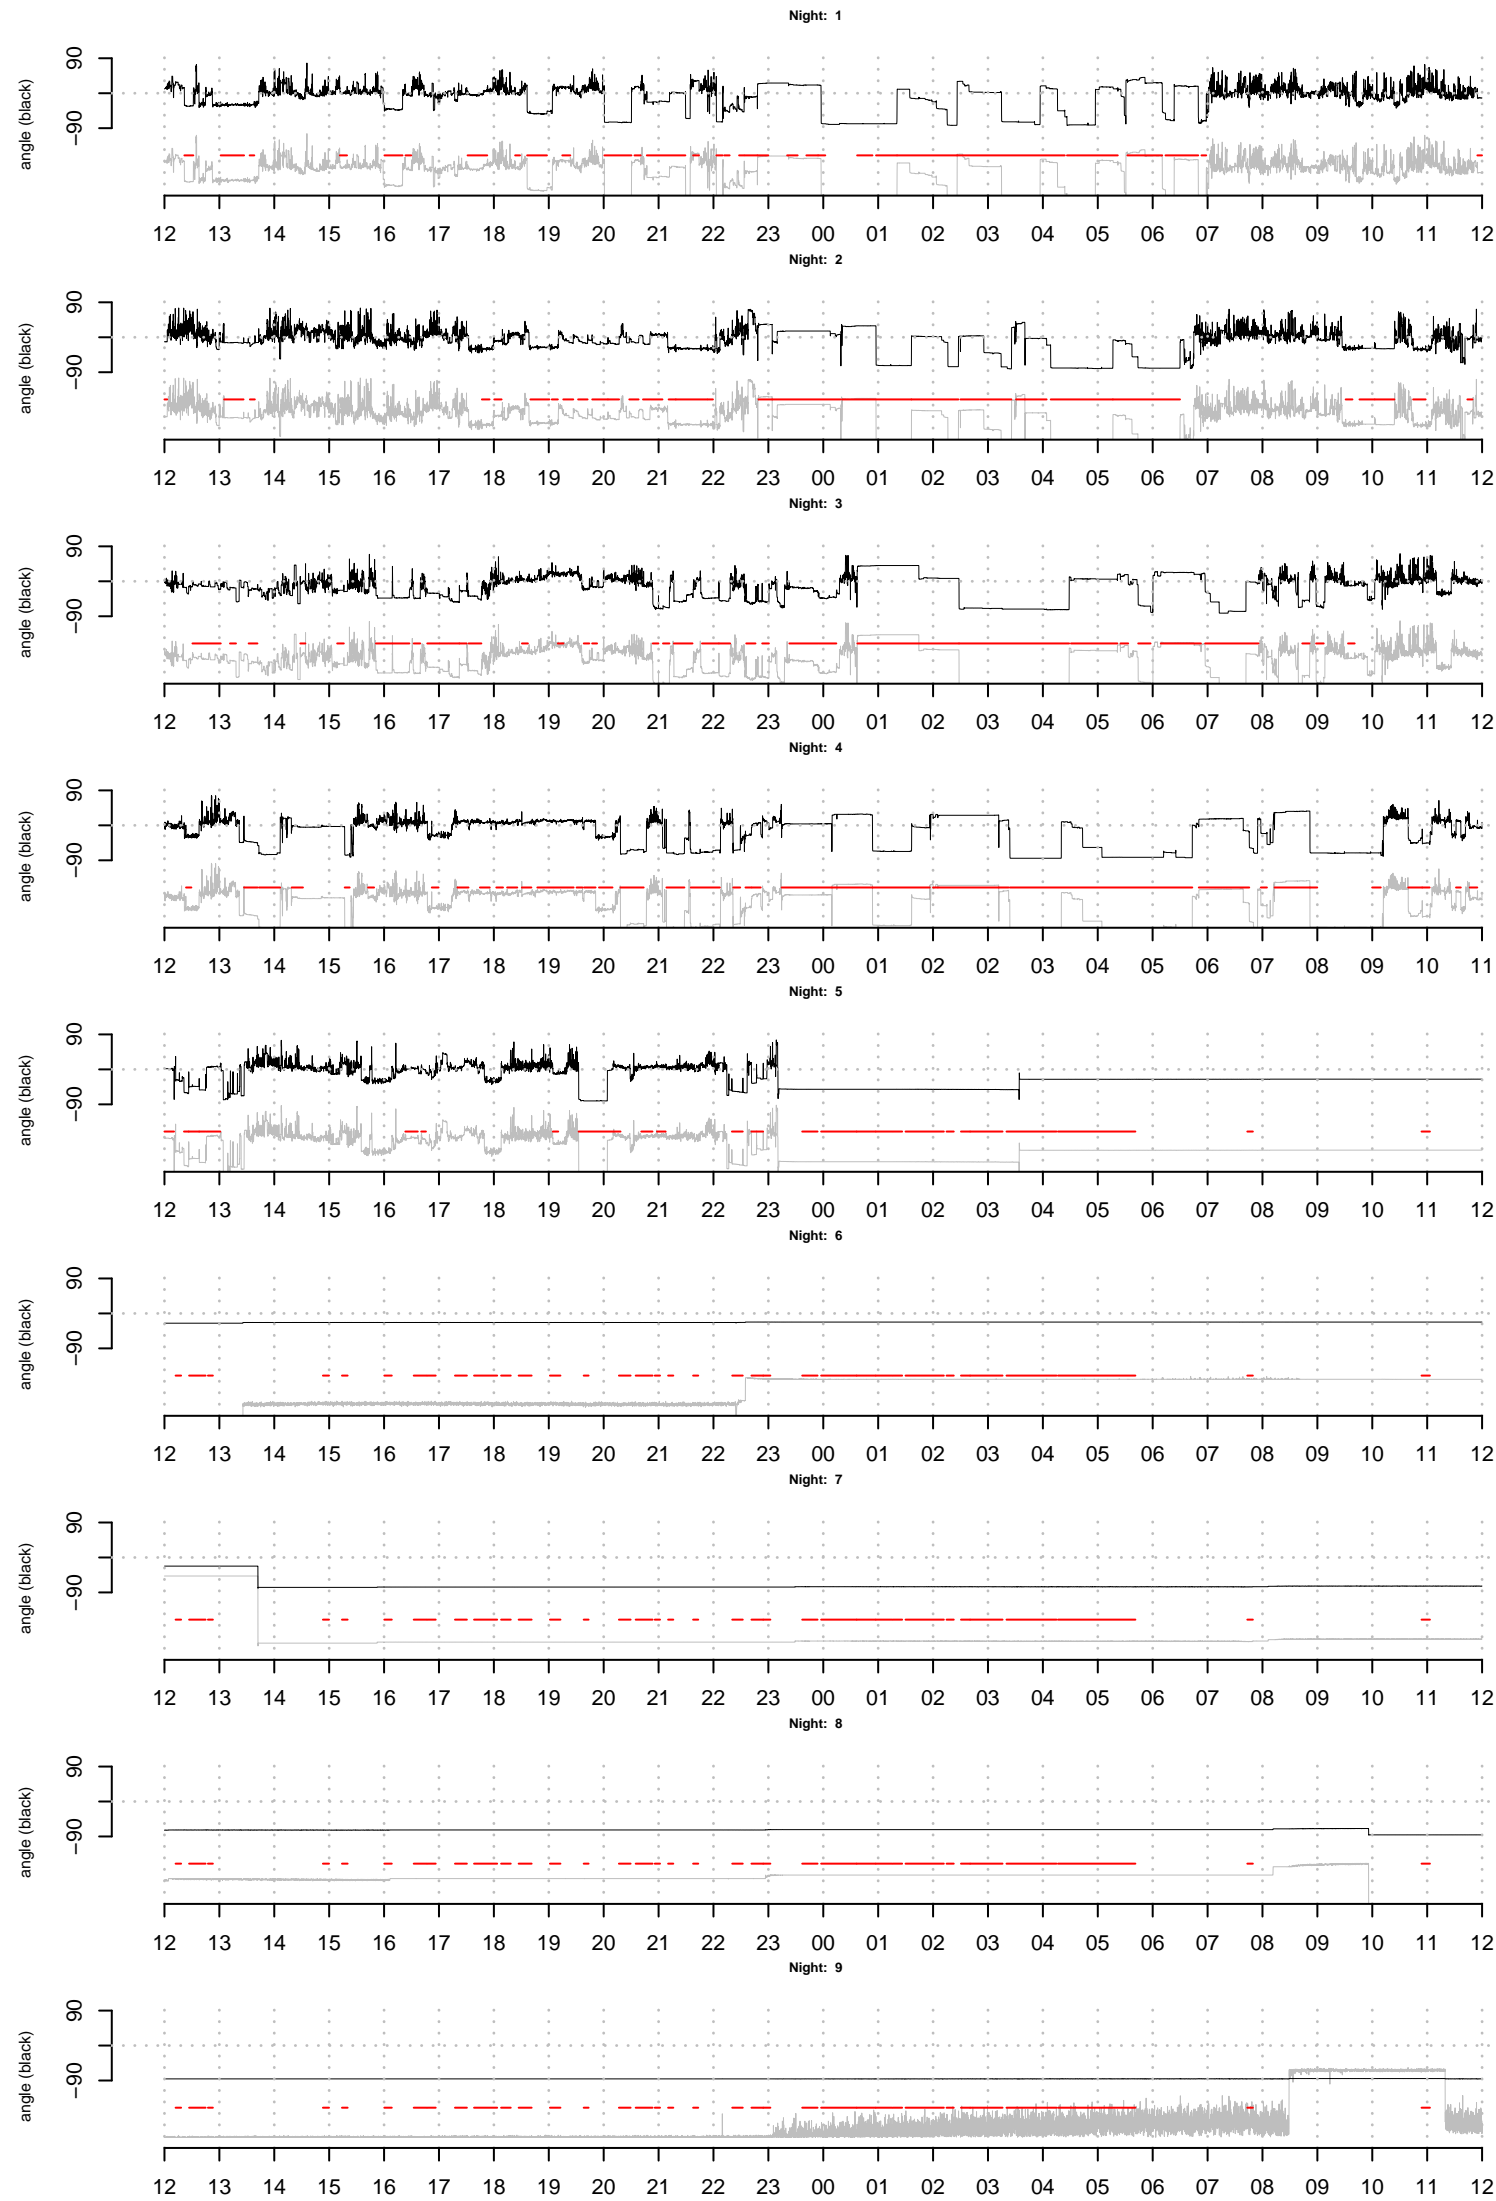 Night: 1
90
-90
angle (black)
12 13 14 15 16 17 18 19 20 21 22 23 00 01 02 03 04 05 06 07 08 09 10 11 12
Night: 2
90
-90
angle (black)
12 13 14 15 16 17 18 19 20 21 22 23 00 01 02 03 04 05 06 07 08 09 10 11 12
Night: 3
90
-90
angle (black)
12 13 14 15 16 17 18 19 20 21 22 23 00 01 02 03 04 05 06 07 08 09 10 11 12
Night: 4
90
-90
angle (black)
12 13 14 15 16 17 18 19 20 21 22 23 00 01 02 02 03 04 05 06 07 08 09 10 11
Night: 5
90
-90
angle (black)
12 13 14 15 16 17 18 19 20 21 22 23 00 01 02 03 04 05 06 07 08 09 10 11 12
Night: 6
90
-90
angle (black)
12 13 14 15 16 17 18 19 20 21 22 23 00 01 02 03 04 05 06 07 08 09 10 11 12
Night: 7
90
-90
angle (black)
12 13 14 15 16 17 18 19 20 21 22 23 00 01 02 03 04 05 06 07 08 09 10 11 12
Night: 8
90
-90
angle (black)
12 13 14 15 16 17 18 19 20 21 22 23 00 01 02 03 04 05 06 07 08 09 10 11 12
Night: 9
90
-90
angle (black)
12 13 14 15 16 17 18 19 20 21 22 23 00 01 02 03 04 05 06 07 08 09 10 11 12